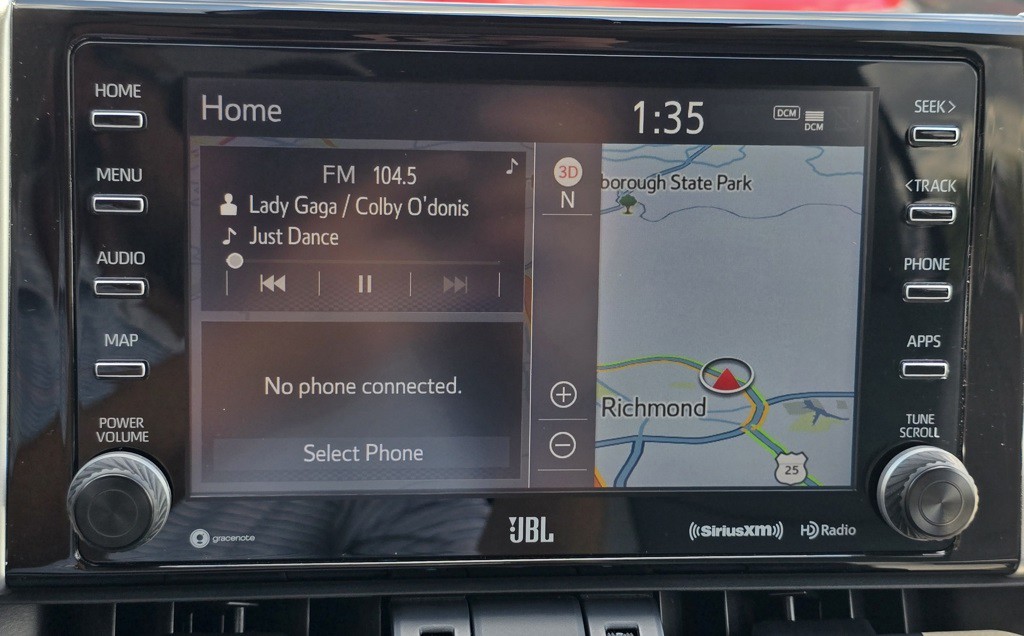 HOME
MENU
AUDIO
MAP
POWER
VOLUME
Home
1:35
DCM
DCM
FM 104.5
Lady Gaga / Colby O'donis
Just Dance
No phone connected.
Select Phone
3D
N
borough State Park
Richmond
25
SEEK>
<TRACK
PHONE
APPS
TUNE
SCROLL
gracenote
JBL
((SiriusXM))
HD Radio